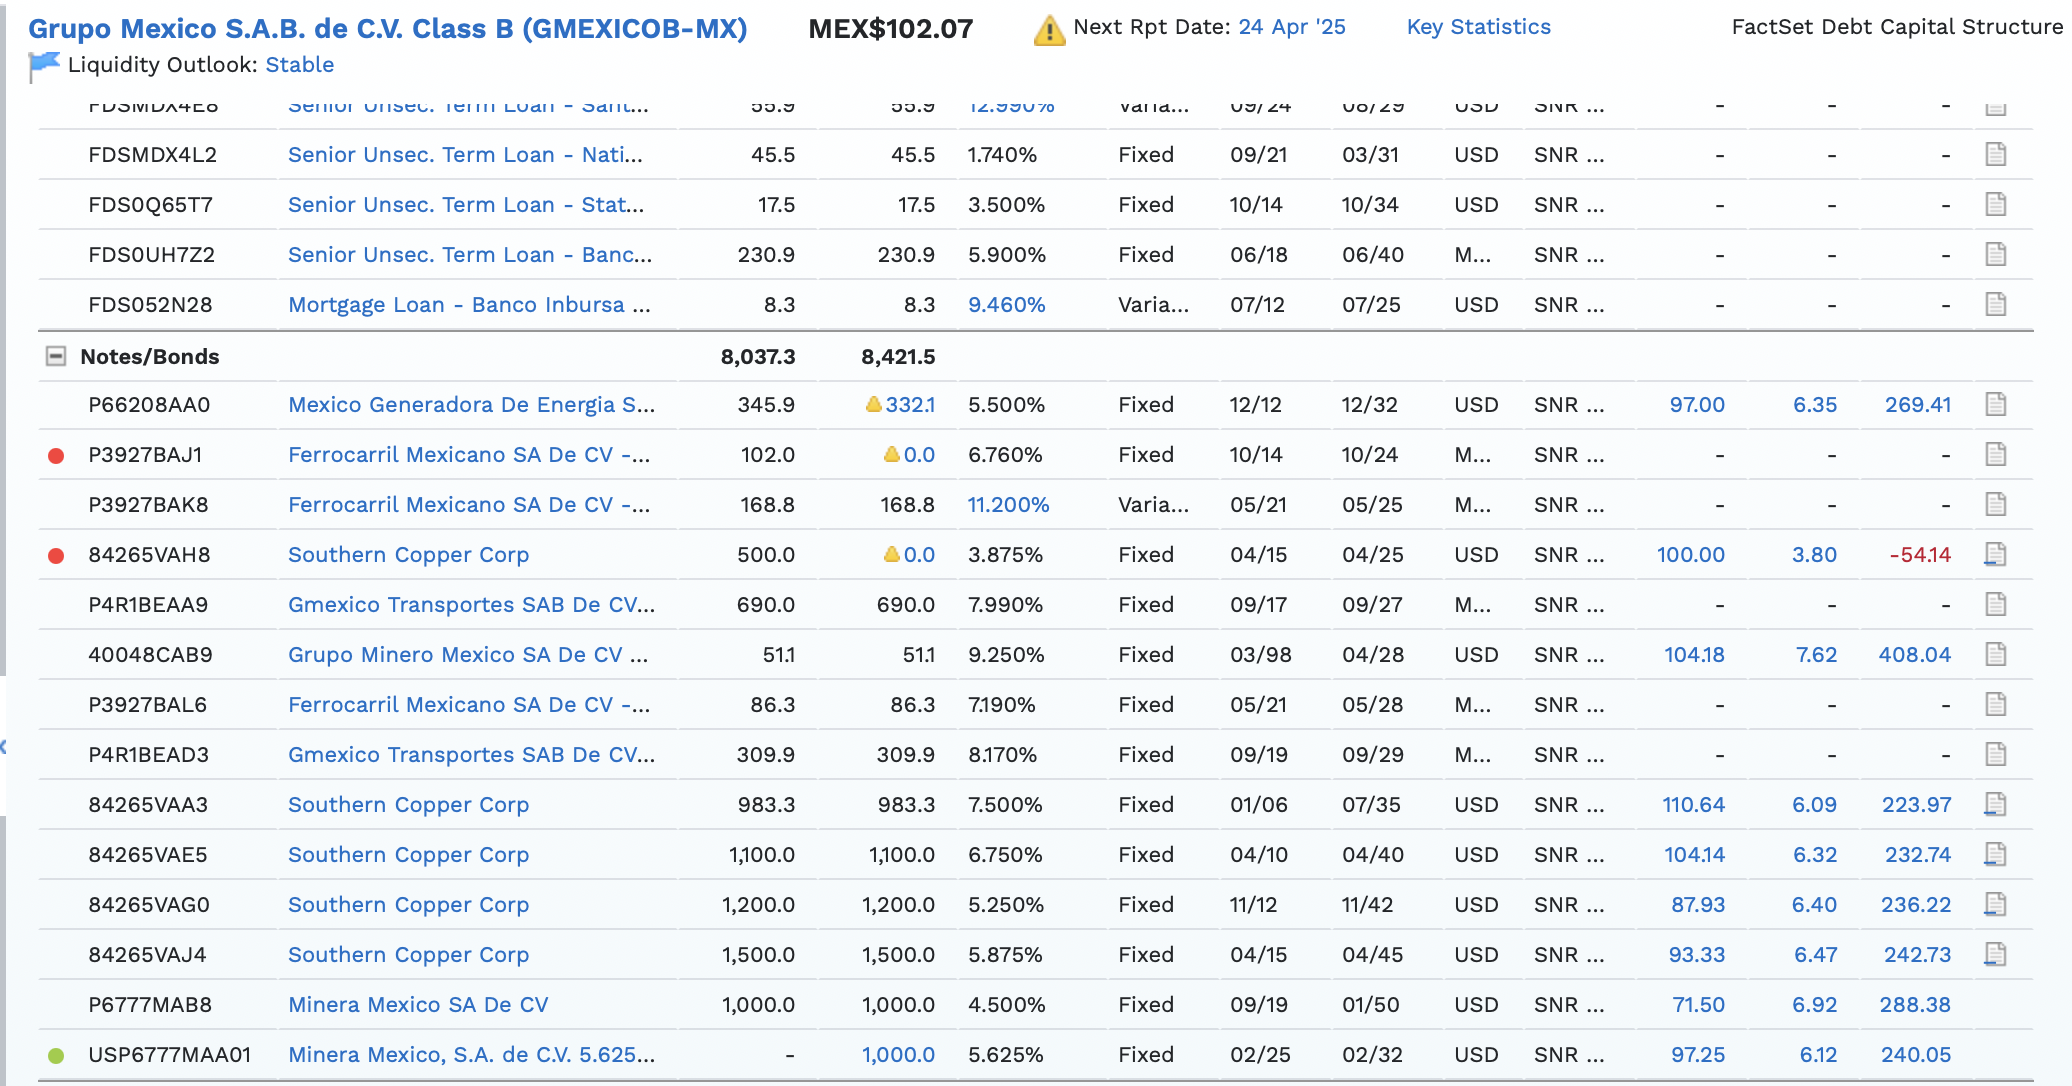 Grupo Mexico S.A.B. de C.V. Class B (GMEXICOB-MX) MEX$102.07 Next Rpt Date: 24 Apr '25 Key Statistics FactSet Debt Capital Structure
Liquidity Outlook: Stable
FDSMDX4E8 Senior Unsec. Term Loan - Sant... 55.9 55.9 12.990% Varia... 09/24 08/29 USD SNR ... - - -
FDSMDX4L2 Senior Unsec. Term Loan - Nati... 45.5 45.5 1.740% Fixed 09/21 03/31 USD SNR ... - - -
FDS0Q65T7 Senior Unsec. Term Loan - Stat... 17.5 17.5 3.500% Fixed 10/14 10/34 USD SNR ... - - -
FDS0UH7Z2 Senior Unsec. Term Loan - Banc... 230.9 230.9 5.900% Fixed 06/18 06/40 M... SNR ... - - -
FDS052N28 Mortgage Loan - Banco Inbursa ... 8.3 8.3 9.460% Varia... 07/12 07/25 USD SNR ... - - -
Notes/Bonds 8,037.3 8,421.5
P66208AA0 Mexico Generadora De Energia S... 345.9 332.1 5.500% Fixed 12/12 12/32 USD SNR ... 97.00 6.35 269.41
P3927BAJ1 Ferrocarril Mexicano SA De CV -... 102.0 0.0 6.760% Fixed 10/14 10/24 M... SNR ... - - -
P3927BAK8 Ferrocarril Mexicano SA De CV -... 168.8 168.8 11.200% Varia... 05/21 05/25 M... SNR ... - - -
84265VAH8 Southern Copper Corp 500.0 0.0 3.875% Fixed 04/15 04/25 USD SNR ... 100.00 3.80 -54.14
P4R1BEAA9 Gmexico Transportes SAB De CV... 690.0 690.0 7.990% Fixed 09/17 09/27 M... SNR ... - - -
40048CAB9 Grupo Minero Mexico SA De CV ... 51.1 51.1 9.250% Fixed 03/98 04/28 USD SNR ... 104.18 7.62 408.04
P3927BAL6 Ferrocarril Mexicano SA De CV -... 86.3 86.3 7.190% Fixed 05/21 05/28 M... SNR ... - - -
P4R1BEAD3 Gmexico Transportes SAB De CV... 309.9 309.9 8.170% Fixed 09/19 09/29 M... SNR ... - - -
84265VAA3 Southern Copper Corp 983.3 983.3 7.500% Fixed 01/06 07/35 USD SNR ... 110.64 6.09 223.97
84265VAE5 Southern Copper Corp 1,100.0 1,100.0 6.750% Fixed 04/10 04/40 USD SNR ... 104.14 6.32 232.74
84265VAG0 Southern Copper Corp 1,200.0 1,200.0 5.250% Fixed 11/12 11/42 USD SNR ... 87.93 6.40 236.22
84265VAJ4 Southern Copper Corp 1,500.0 1,500.0 5.875% Fixed 04/15 04/45 USD SNR ... 93.33 6.47 242.73
P6777MAB8 Minera Mexico SA De CV 1,000.0 1,000.0 4.500% Fixed 09/19 01/50 USD SNR ... 71.50 6.92 288.38
USP6777MAA01 Minera Mexico, S.A. de C.V. 5.625... - 1,000.0 5.625% Fixed 02/25 02/32 USD SNR ... 97.25 6.12 240.05